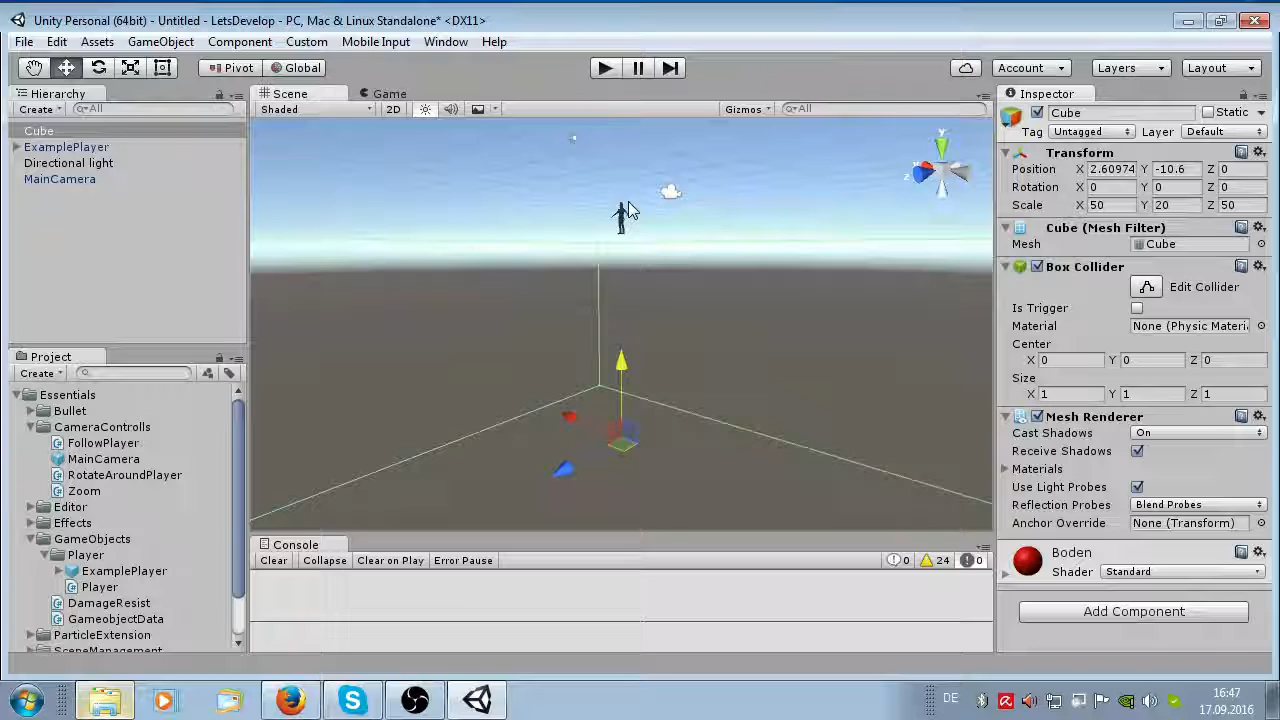 Unity Personal (64bit) - Untitled - LetsDevelop - PC, Mac & Linux Standalone* <DX11>
File Edit Assets GameObject Component Custom Mobile Input Window Help
Pivot Global Account Layers Layout
Hierarchy
Create All
Cube
ExamplePlayer
Directional light
MainCamera
Project
Create
Essentials
Bullet
CameraControlls
FollowPlayer
MainCamera
RotateAroundPlayer
Zoom
Editor
Effects
GameObjects
Player
ExamplePlayer
Player
DamageResist
GameobjectData
ParticleExtension
SceneManagement
Scene Game
Shaded 2D Gizmos All
y
z
Console
Clear Collapse Clear on Play Error Pause 0 24 0
Inspector
Cube Static
Tag Untagged Layer Default
Transform
Position X 2.60974 Y -10.6 Z 0
Rotation X 0 Y 0 Z 0
Scale X 50 Y 20 Z 50
Cube (Mesh Filter)
Mesh Cube
Box Collider
Edit Collider
Is Trigger
Material None (Physic Materi
Center
X 0 Y 0 Z 0
Size
X 1 Y 1 Z 1
Mesh Renderer
Cast Shadows On
Receive Shadows
Materials
Use Light Probes
Reflection Probes Blend Probes
Anchor Override None (Transform)
Boden
Shader Standard
Add Component
DE 16:47
17.09.2016